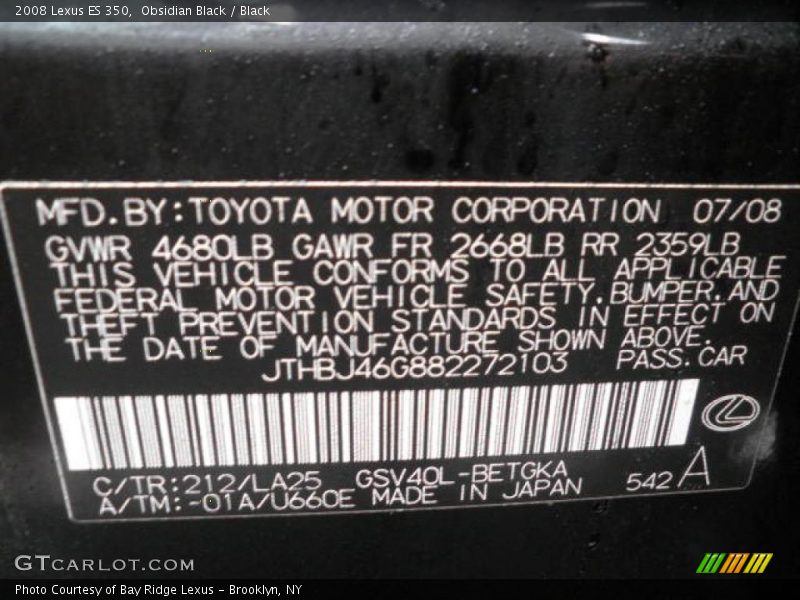 2008 Lexus ES 350,  Obsidian Black / Black
MFD.BY:TOYOTA MOTOR CORPORATION 07/08
GVWR 4680LB GAWR FR 2668LB RR 2359LB
THIS VEHICLE CONFORMS TO ALL APPLICABLE
FEDERAL MOTOR VEHICLE SAFETY,BUMPER,AND
THEFT PREVENTION STANDARDS IN EFFECT ON
THE DATE OF MANUFACTURE SHOWN ABOVE.
JTHBJ46G882272103 PASS.CAR
C/TR:212/LA25 GSV40L-BETGKA
A/TM:-01A/U660E MADE IN JAPAN 542 A
GTCARLOT.COM
Photo Courtesy of Bay Ridge Lexus – Brooklyn, NY